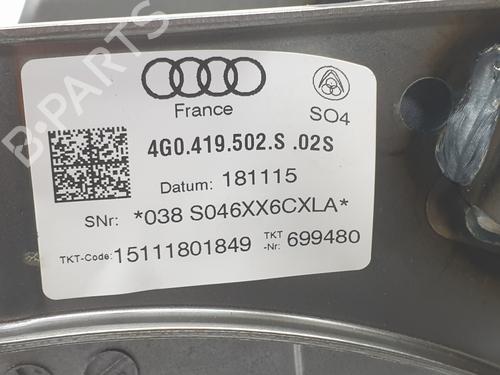 B-PARTS
France
SO4
4G0.419.502.S .02S
Datum: 181115
SNr: *038 S046XX6CXLA*
TKT-Code: 15111801849 TKT -Nr: 699480